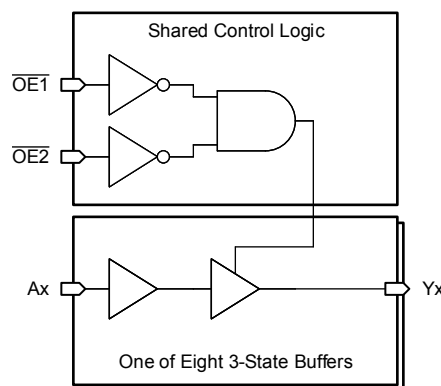 Shared Control Logic
OE1
OE2
Ax
Yx
One of Eight 3-State Buffers